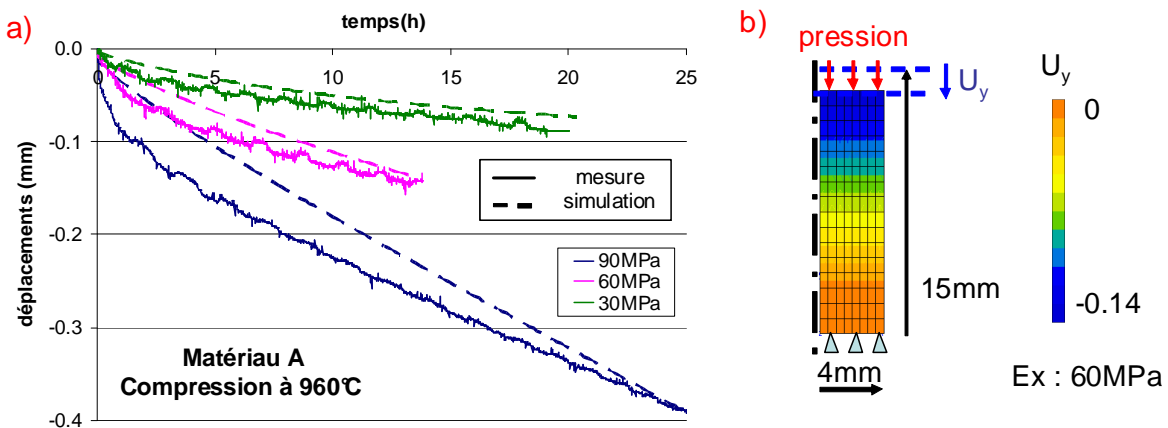 a)
temps(h)
0.0
0
5
10
15
20
25
-0.1
-0.2
-0.3
-0.4
déplacements (mm)
mesure
simulation
90MPa
60MPa
30MPa
Matériau A
Compression à 960°C
b)
pression
Uy
Uy
0
-0.14
15mm
4mm
Ex : 60MPa